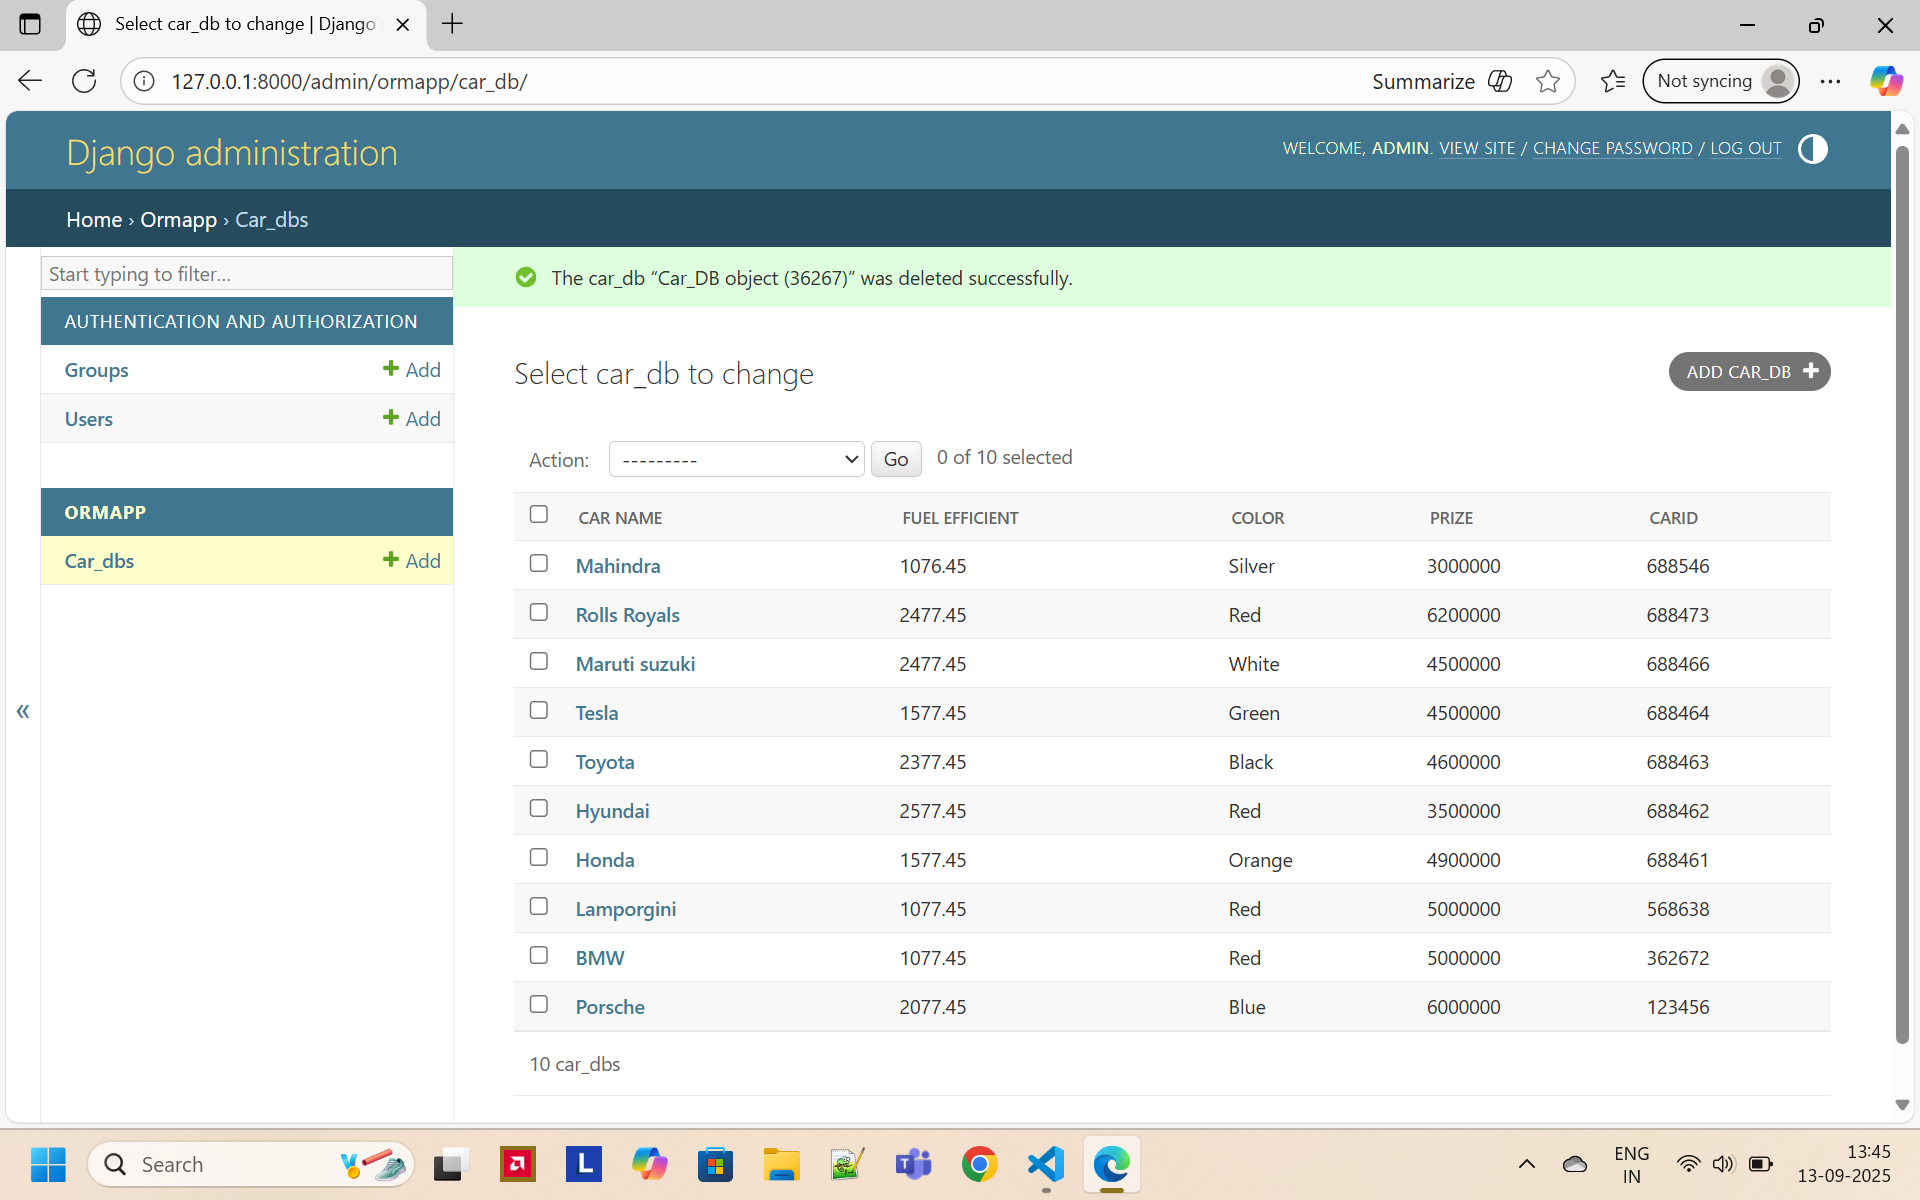 Select car_db to change | Django
127.0.0.1:8000/admin/ormapp/car_db/
Summarize
Not syncing
Django administration
WELCOME, ADMIN. VIEW SITE / CHANGE PASSWORD / LOG OUT
Home › Ormapp › Car_dbs
Start typing to filter...
AUTHENTICATION AND AUTHORIZATION
Groups + Add
Users + Add
ORMAPP
Car_dbs + Add
«
The car_db “Car_DB object (36267)” was deleted successfully.
Select car_db to change
ADD CAR_DB +
Action: --------- Go 0 of 10 selected
CAR NAME FUEL EFFICIENT COLOR PRIZE CARID
Mahindra 1076.45 Silver 3000000 688546
Rolls Royals 2477.45 Red 6200000 688473
Maruti suzuki 2477.45 White 4500000 688466
Tesla 1577.45 Green 4500000 688464
Toyota 2377.45 Black 4600000 688463
Hyundai 2577.45 Red 3500000 688462
Honda 1577.45 Orange 4900000 688461
Lamporgini 1077.45 Red 5000000 568638
BMW 1077.45 Red 5000000 362672
Porsche 2077.45 Blue 6000000 123456
10 car_dbs
Search
L
ENG
IN
13:45
13-09-2025